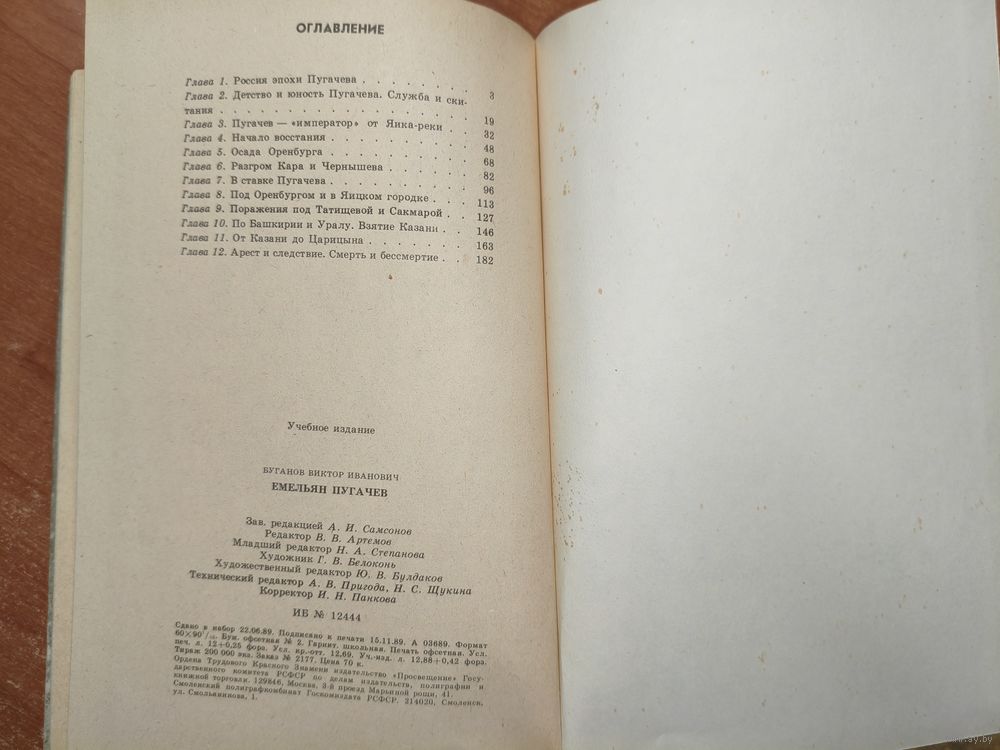 ОГЛАВЛЕНИЕ
Глава 1. Россия эпохи Пугачева . . . . . . . 3
Глава 2. Детство и юность Пугачева. Служба и ски-
тания . . . . . . . . . . . . . . . . . 19
Глава 3. Пугачев — «император» от Яика-реки . . 32
Глава 4. Начало восстания . . . . . . . . . 48
Глава 5. Осада Оренбурга . . . . . . . . . 68
Глава 6. Разгром Кара и Чернышева . . . . . 82
Глава 7. В ставке Пугачева . . . . . . . . . 96
Глава 8. Под Оренбургом и в Яицком городке . . . 113
Глава 9. Поражения под Татищевой и Сакмарой . . 127
Глава 10. По Башкирии и Уралу. Взятие Казани . . 146
Глава 11. От Казани до Царицына . . . . . . . 163
Глава 12. Арест и следствие. Смерть и бессмертие . . 182
Учебное издание
БУГАНОВ ВИКТОР ИВАНОВИЧ
ЕМЕЛЬЯН ПУГАЧЕВ
Зав. редакцией А. И. Самсонов
Редактор В. В. Артемов
Младший редактор Н. А. Степанова
Художник Г. В. Белоконь
Художественный редактор Ю. В. Булдаков
Технический редактор А. В. Пригода, Н. С. Щукина
Корректор И. Н. Панкова
ИБ № 12444
Сдано в набор 22.06.89. Подписано к печати 15.11.89. А 03689. Формат
60×90¹/₁₆. Бум. офсетная № 2. Гарнит. школьная. Печать офсетная. Усл.
печ. л. 12+0,25 форз. Усл. кр.-отт. 12,69. Уч.-изд. л. 12,88+0,42 форз.
Тираж 200 000 экз. Заказ № 2177. Цена 70 к.
Ордена Трудового Красного Знамени издательство «Просвещение» Госу-
дарственного комитета РСФСР по делам издательств, полиграфии и
книжной торговли. 129846, Москва, 3-й проезд Марьиной рощи, 41.
Смоленский полиграфкомбинат Госкомиздата РСФСР. 214020, Смоленск,
ул. Смольянинова, 1.